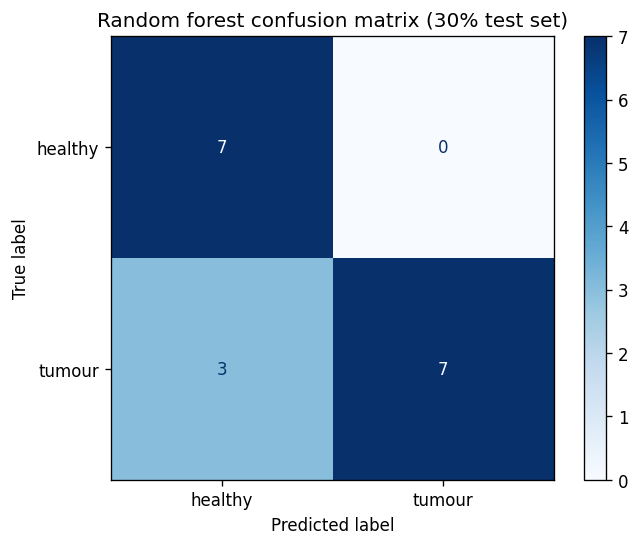 Random forest confusion matrix (30% test set)
True label
healthy
7
0
tumour
3
7
healthy
tumour
Predicted label
7
6
5
4
3
2
1
0